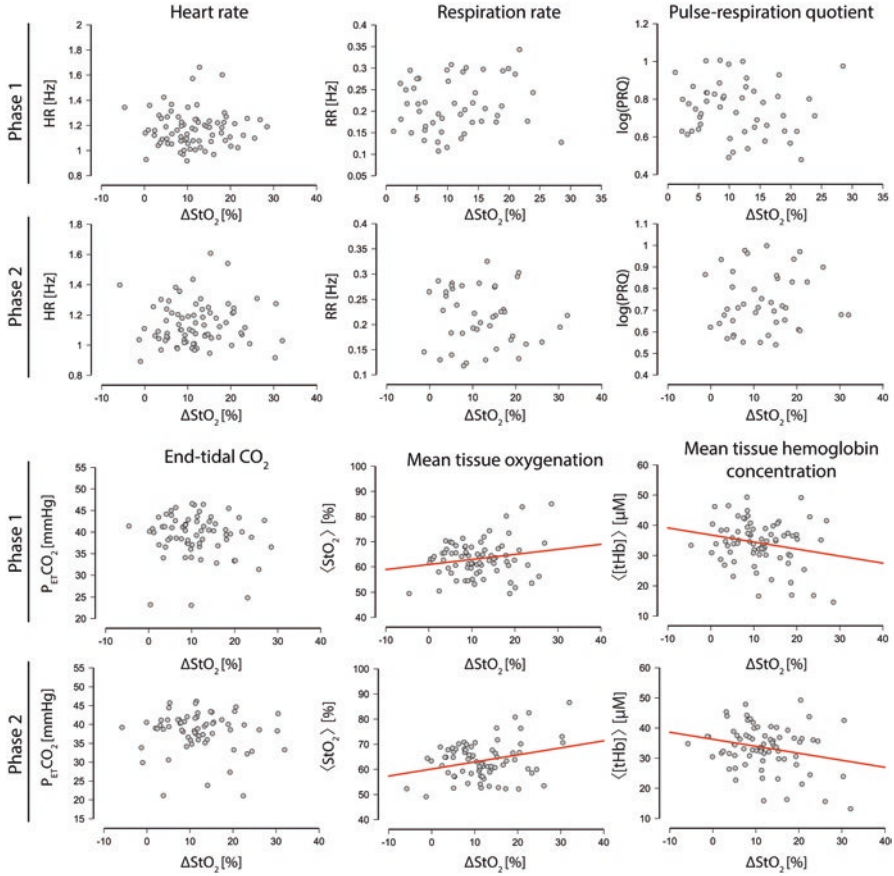 Heart rate
Respiration rate
Pulse-respiration quotient
Phase 1
HR [Hz]
2
1.8
1.6
1.4
1.2
1
0.8
-10 0 10 20 30 40
ΔStO2 [%]
RR [Hz]
0.4
0.35
0.3
0.25
0.2
0.15
0.1
0.05
0 5 10 15 20 25 30 35
ΔStO2 [%]
log(PRQ)
1.2
1
0.8
0.6
0.4
0 5 10 15 20 25 30 35
ΔStO2 [%]
Phase 2
HR [Hz]
1.8
1.6
1.4
1.2
1
0.8
-10 0 10 20 30 40
ΔStO2 [%]
RR [Hz]
0.4
0.35
0.3
0.25
0.2
0.15
0.1
-10 0 10 20 30 40
ΔStO2 [%]
log(PRQ)
1.1
1
0.9
0.8
0.7
0.6
0.5
0.4
-10 0 10 20 30 40
ΔStO2 [%]
End-tidal CO2
Mean tissue oxygenation
Mean tissue hemoglobin
concentration
Phase 1
PETCO2 [mmHg]
55
50
45
40
35
30
25
20
-10 0 10 20 30 40
ΔStO2 [%]
⟨StO2⟩ [%]
100
90
80
70
60
50
40
-10 0 10 20 30 40
ΔStO2 [%]
⟨[tHb]⟩ [μM]
60
50
40
30
20
10
-10 0 10 20 30 40
ΔStO2 [%]
Phase 2
PETCO2 [mmHg]
55
50
45
40
35
30
25
20
15
-10 0 10 20 30 40
ΔStO2 [%]
⟨StO2⟩ [%]
100
90
80
70
60
50
40
-10 0 10 20 30 40
ΔStO2 [%]
⟨[tHb]⟩ [μM]
60
50
40
30
20
10
-10 0 10 20 30 40
ΔStO2 [%]